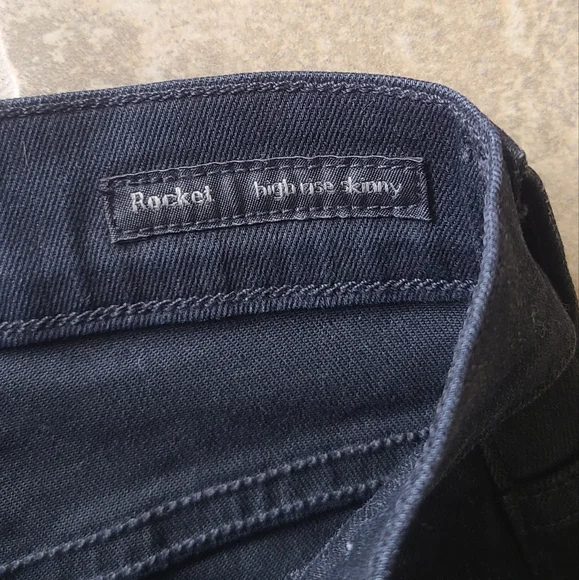 Rocket | high rise skinny